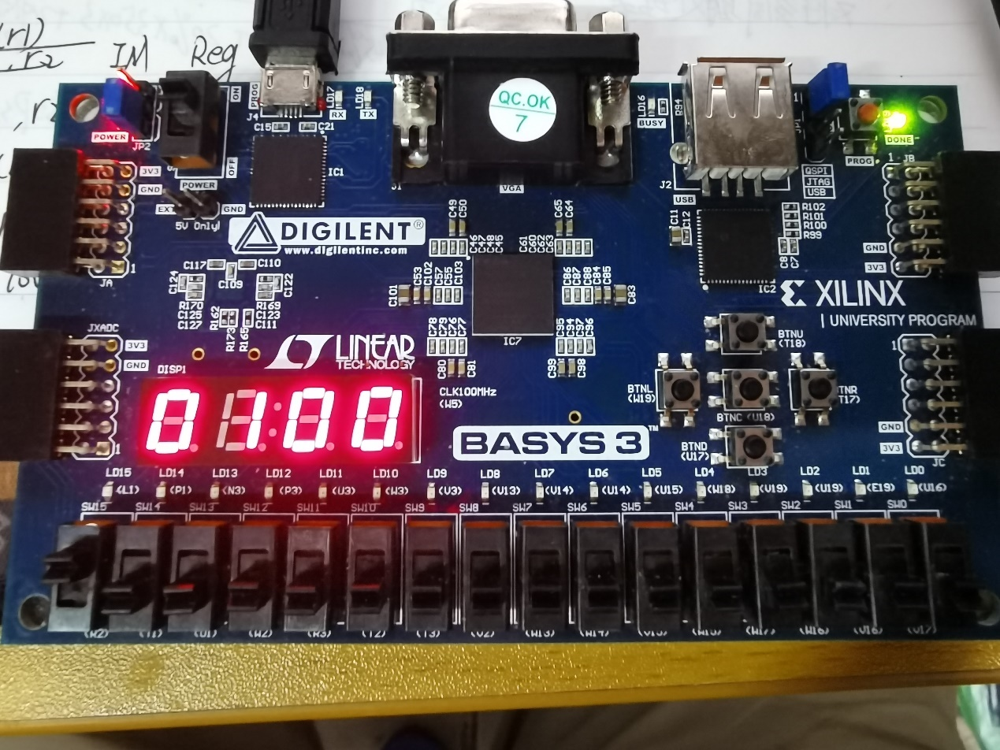 (r1)
, r2
IM Reg
QC.OK
7
ON
OFF
PROG
J4
LD17
RX
LD18
TX
C15
C21
IC1
POWER
JP2
POWER
EXT
GND
5V Only!
3V3
GND
JA
1
J1
VGA
LD16
BUSY
J2
USB
PROG
DONE
QSPI
JTAG
USB
1 JB
GND
3V3
R102
R101
R100
R99
C11
C12
C8
C7
IC2
DIGILENT®
www.digilentinc.com
C49
C50
C65
C64
C46
C47
C48
C45
C61
C60
C62
C63
C101
C53
C102
C57
C55
C103
C86
C87
C88
C84
C85
C83
C78
C79
C76
C77
C95
C94
C97
C96
C80
C81
C99
C98
IC7
C117
C110
C109
C124
C122
R170
C125
C127
R162
R173
R165
R169
C123
C111
XILINX
| UNIVERSITY PROGRAM
LINEAR
TECHNOLOGY
JXADC
3V3
GND
1
DISP1
0100
CLK100MHz
(W5)
BASYS 3™
BTNU
(T18)
BTNL
(W19)
BTNC (U18)
TNR
T17)
BTND
(U17)
1
GND
3V3
JC
LD15 LD14 LD13 LD12 LD11 LD10 LD9 LD8 LD7 LD6 LD5 LD4 LD3 LD2 LD1 LD0
(L1) (P1) (N3) (P3) (U3) (W3) (V3) (V13) (V14) (U14) (U15) (W18) (V19) (U19) (E19) (U16)
SW15 SW14 SW13 SW12 SW11 SW10 SW9 SW8 SW7 SW6 SW5 SW4 SW3 SW2 SW1 SW0
(R2) (T1) (U1) (W2) (R3) (T2) (T3) (V2) (W13) (W14) (V15) (W15) (W17) (W16) (V16) (V17)